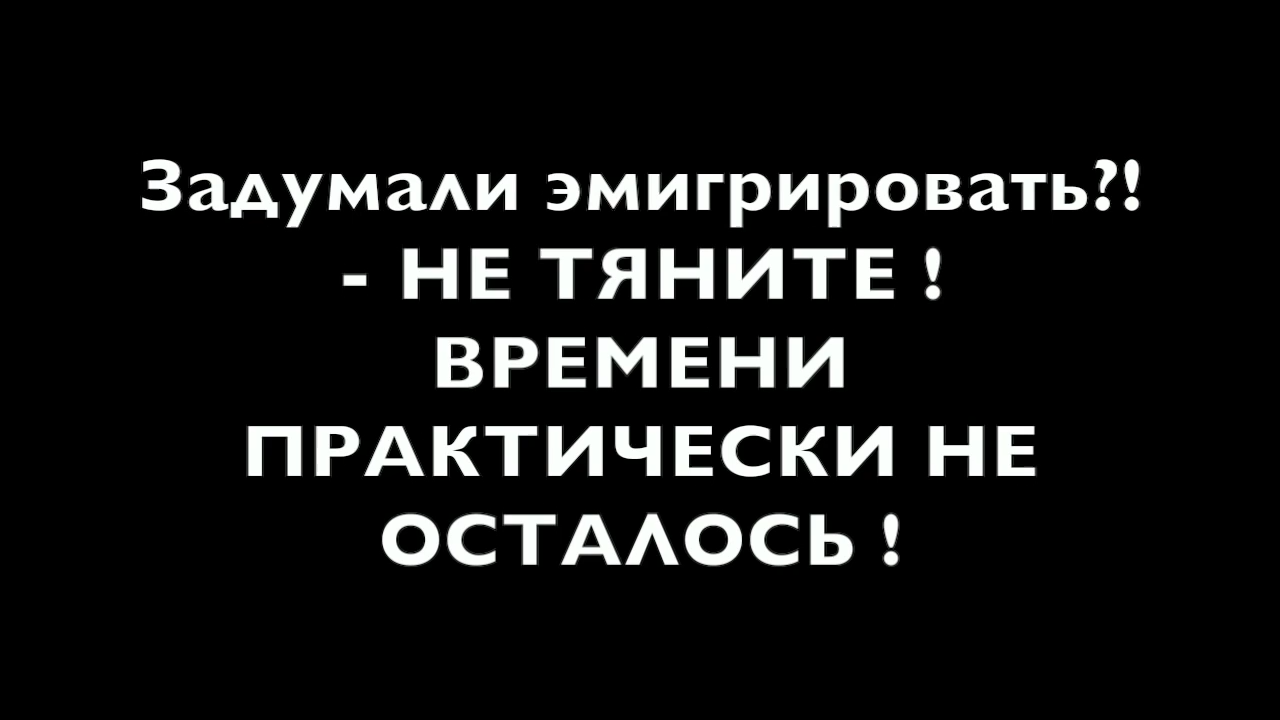 Задумали эмигрировать?!
- НЕ ТЯНИТЕ !
ВРЕМЕНИ
ПРАКТИЧЕСКИ НЕ
ОСТАЛОСЬ !